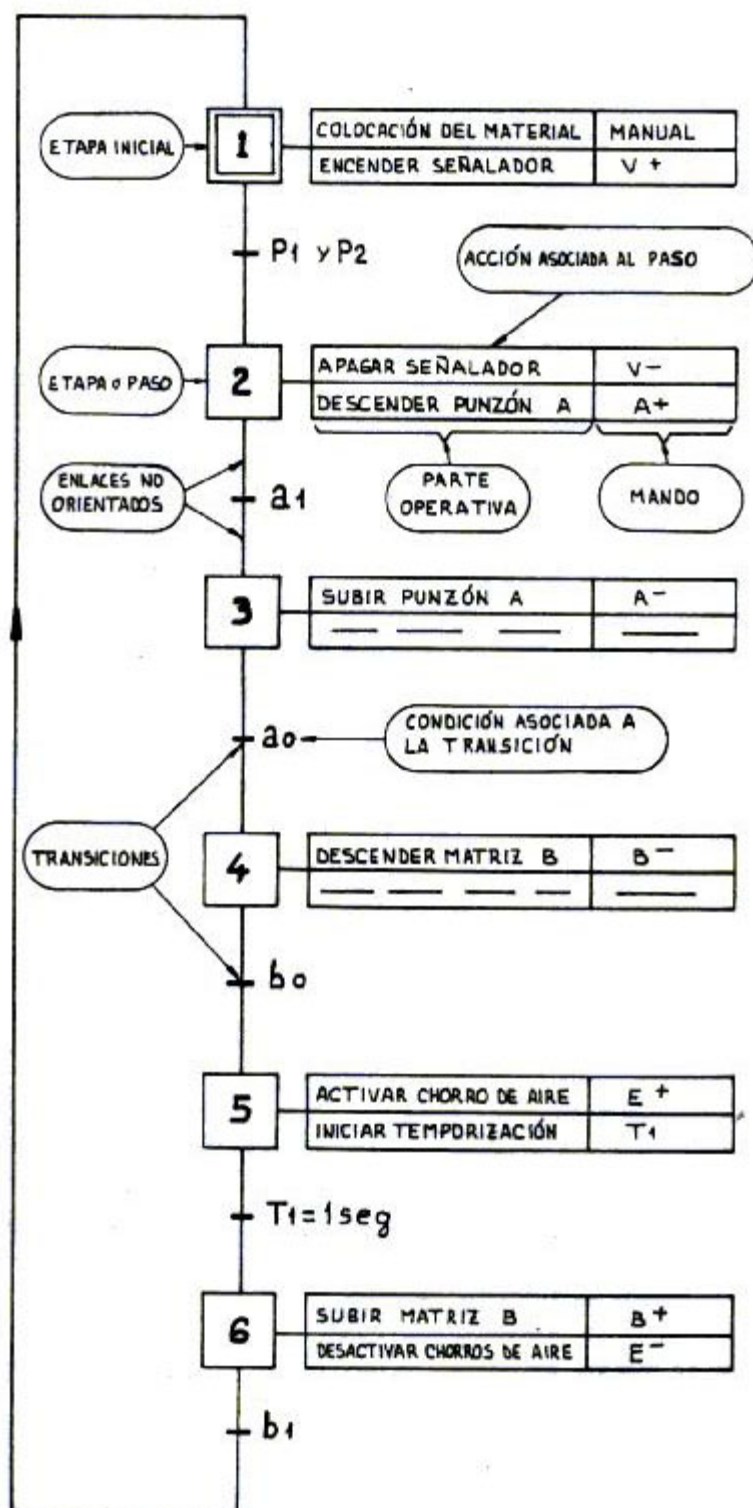 1
COLOCACIÓN DEL MATERIAL MANUAL
ETAPA INICIAL
ENCENDER SEÑALADOR V +
P1 y P2
ACCIÓN ASOCIADA AL PASO
2
APAGAR SEÑALADOR V-
ETAPA o PASO
DESCENDER PUNZÓN A A+
ENLACES NO
ORIENTADOS
a1
PARTE
OPERATIVA
MANDO
3
SUBIR PUNZÓN A A-
a0
CONDICIÓN ASOCIADA A
LA TRANSICIÓN
TRANSICIONES
4
DESCENDER MATRIZ B B-
b0
5
ACTIVAR CHORRO DE AIRE E+
INICIAR TEMPORIZACIÓN T1
T1=1seg
6
SUBIR MATRIZ B B+
DESACTIVAR CHORROS DE AIRE E-
b1